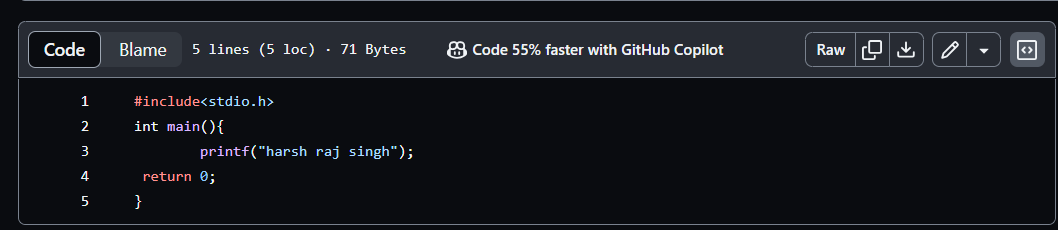 Code Blame 5 lines (5 loc) · 71 Bytes Code 55% faster with GitHub Copilot Raw
1 #include<stdio.h>
2 int main(){
3 printf("harsh raj singh");
4 return 0;
5 }